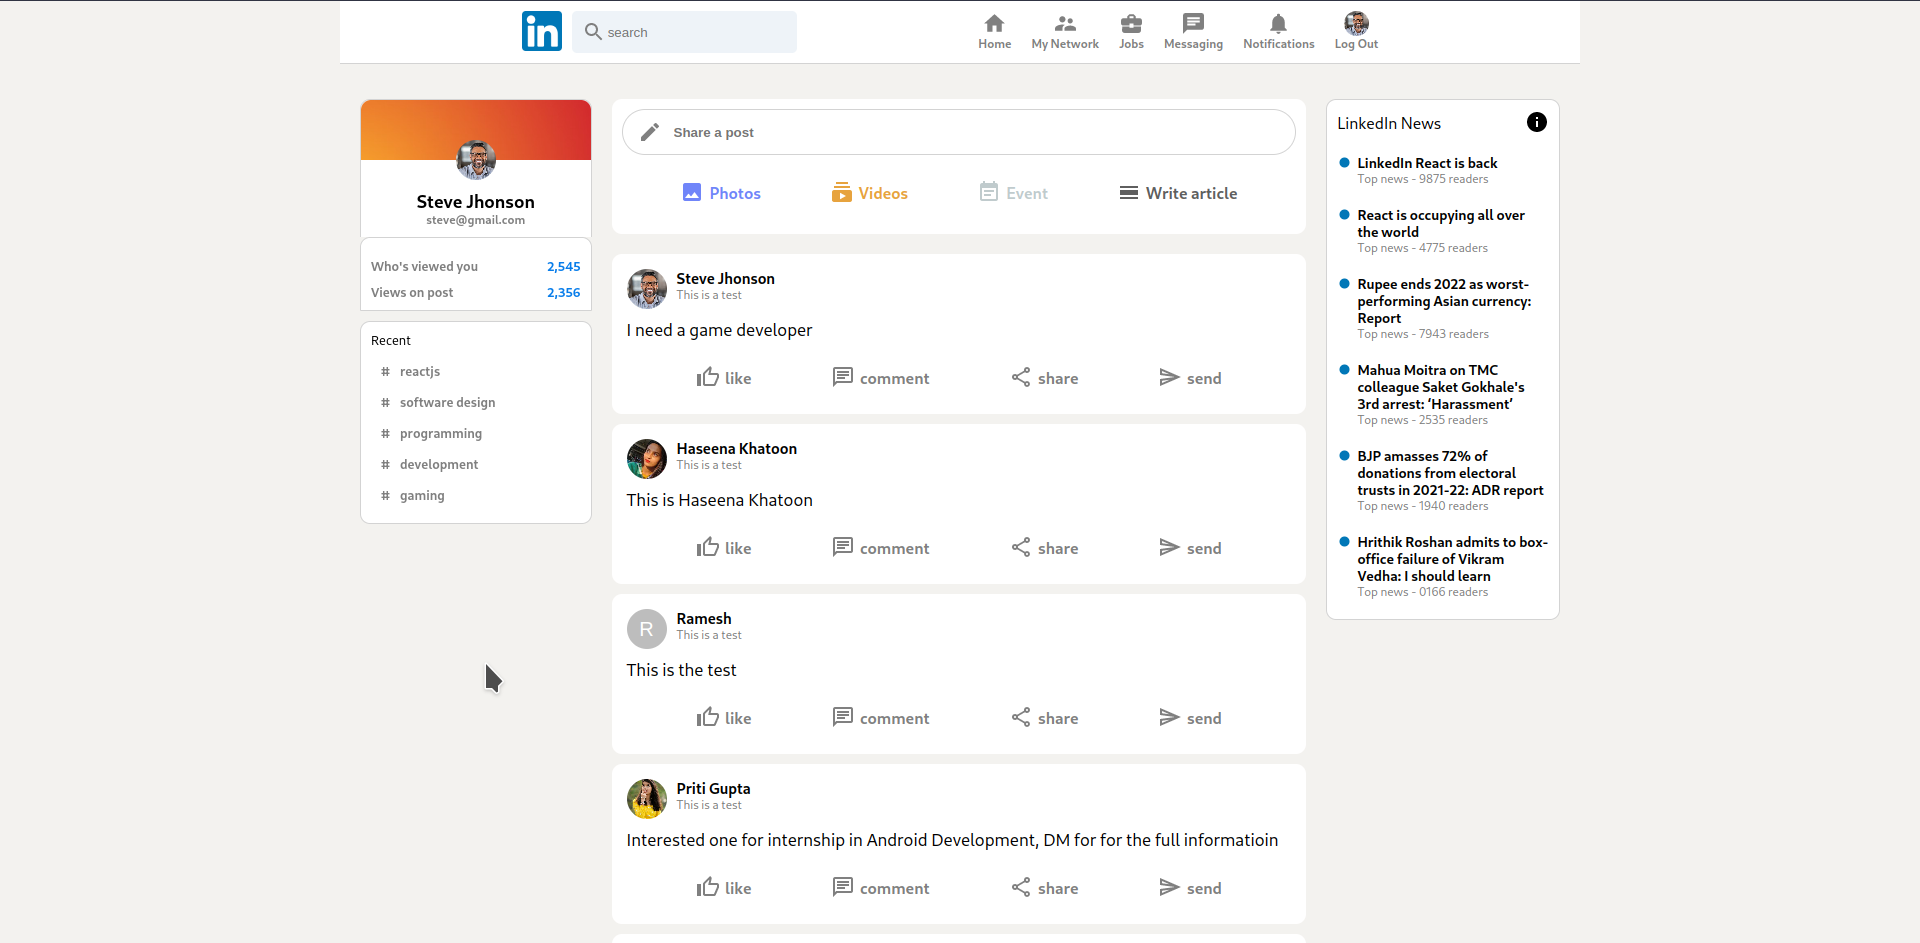 in
search
Home
My Network
Jobs
Messaging
Notifications
Log Out
Steve Jhonson
steve@gmail.com
Who's viewed you 2,545
Views on post 2,356
Recent
# reactjs
# software design
# programming
# development
# gaming
Share a post
Photos
Videos
Event
Write article
Steve Jhonson
This is a test
I need a game developer
like comment share send
Haseena Khatoon
This is a test
This is Haseena Khatoon
like comment share send
R
Ramesh
This is a test
This is the test
like comment share send
Priti Gupta
This is a test
Interested one for internship in Android Development, DM for for the full informatioin
like comment share send
LinkedIn News
LinkedIn React is back
Top news - 9875 readers
React is occupying all over
the world
Top news - 4775 readers
Rupee ends 2022 as worst-
performing Asian currency:
Report
Top news - 7943 readers
Mahua Moitra on TMC
colleague Saket Gokhale's
3rd arrest: ‘Harassment’
Top news - 2535 readers
BJP amasses 72% of
donations from electoral
trusts in 2021-22: ADR report
Top news - 1940 readers
Hrithik Roshan admits to box-
office failure of Vikram
Vedha: I should learn
Top news - 0166 readers